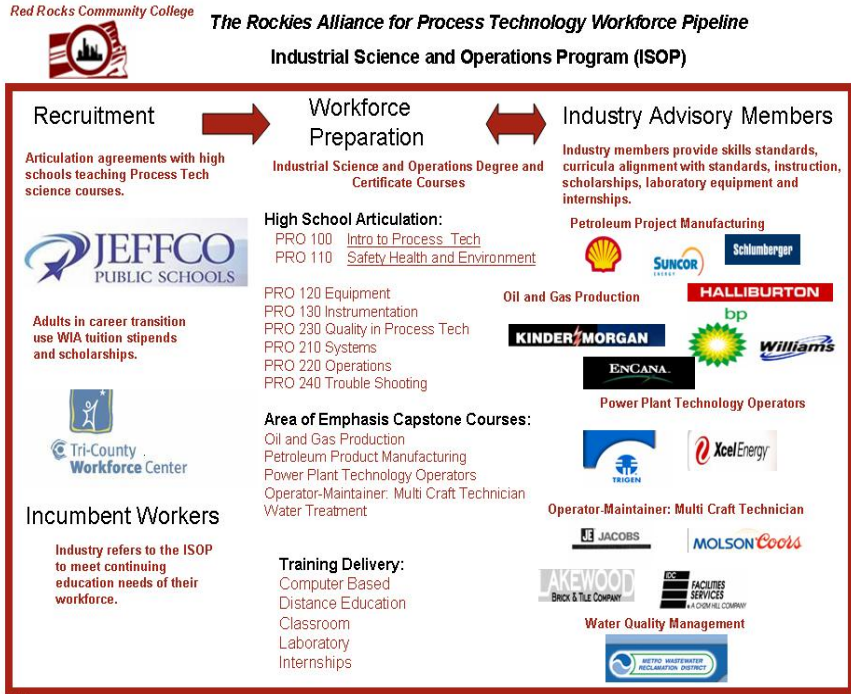 Red Rocks Community College
The Rockies Alliance for Process Technology Workforce Pipeline
Industrial Science and Operations Program (ISOP)
Recruitment
Articulation agreements with high
schools teaching Process Tech
science courses.
JEFFCO
PUBLIC SCHOOLS
Adults in career transition
use WIA tuition stipends
and scholarships.
Tri-County
Workforce Center
Incumbent Workers
Industry refers to the ISOP
to meet continuing
education needs of their
workforce.
Workforce
Preparation
Industrial Science and Operations Degree and
Certificate Courses
High School Articulation:
PRO 100 Intro to Process Tech
PRO 110 Safety Health and Environment
PRO 120 Equipment
PRO 130 Instrumentation
PRO 230 Quality in Process Tech
PRO 210 Systems
PRO 220 Operations
PRO 240 Trouble Shooting
Area of Emphasis Capstone Courses:
Oil and Gas Production
Petroleum Product Manufacturing
Power Plant Technology Operators
Operator-Maintainer: Multi Craft Technician
Water Treatment
Training Delivery:
Computer Based
Distance Education
Classroom
Laboratory
Internships
Industry Advisory Members
Industry members provide skills standards,
curricula alignment with standards, instruction,
scholarships, laboratory equipment and
internships.
Petroleum Project Manufacturing
SUNCOR
ENERGY
Schlumberger
Oil and Gas Production
HALLIBURTON
KINDER MORGAN
bp
Williams
ENCANA
Power Plant Technology Operators
TRIGEN
Xcel Energy
Operator-Maintainer: Multi Craft Technician
JE JACOBS
MOLSON Coors
LAKEWOOD
BRICK & TILE COMPANY
IDC
FACILITIES
SERVICES
A CH2M HILL COMPANY
Water Quality Management
METRO WASTEWATER
RECLAMATION DISTRICT